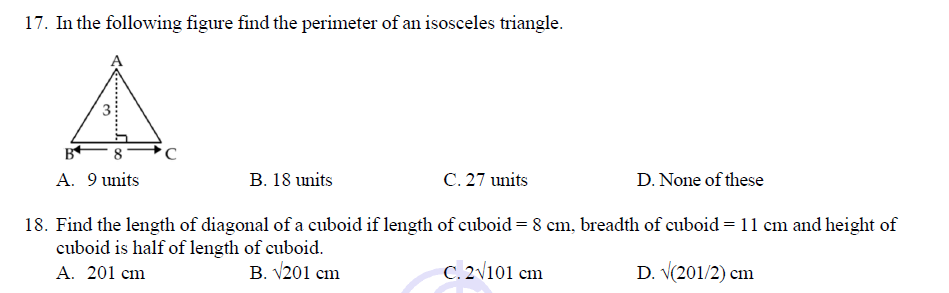 17. In the following figure find the perimeter of an isosceles triangle.
A
3
B 8 C
A. 9 units B. 18 units C. 27 units D. None of these
18. Find the length of diagonal of a cuboid if length of cuboid = 8 cm, breadth of cuboid = 11 cm and height of
cuboid is half of length of cuboid.
A. 201 cm B. √201 cm C. 2√101 cm D. √(201/2) cm